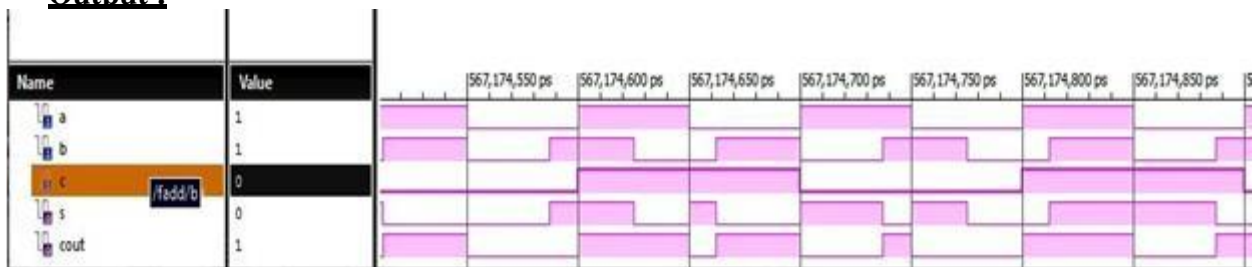 Output :
Name Value 567,174,550 ps 567,174,600 ps 567,174,650 ps 567,174,700 ps 567,174,750 ps 567,174,800 ps 567,174,850 ps
a 1
b 1
c 0
/fadd/b
s 0
cout 1